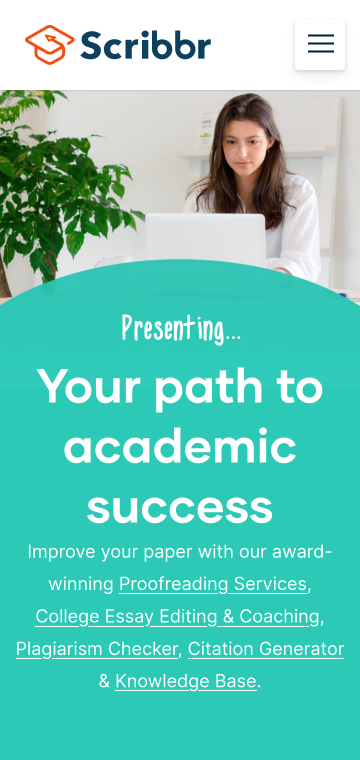 Scribbr
Presenting...
Your path to
academic
success
Improve your paper with our award-
winning Proofreading Services,
College Essay Editing & Coaching,
Plagiarism Checker, Citation Generator
& Knowledge Base.